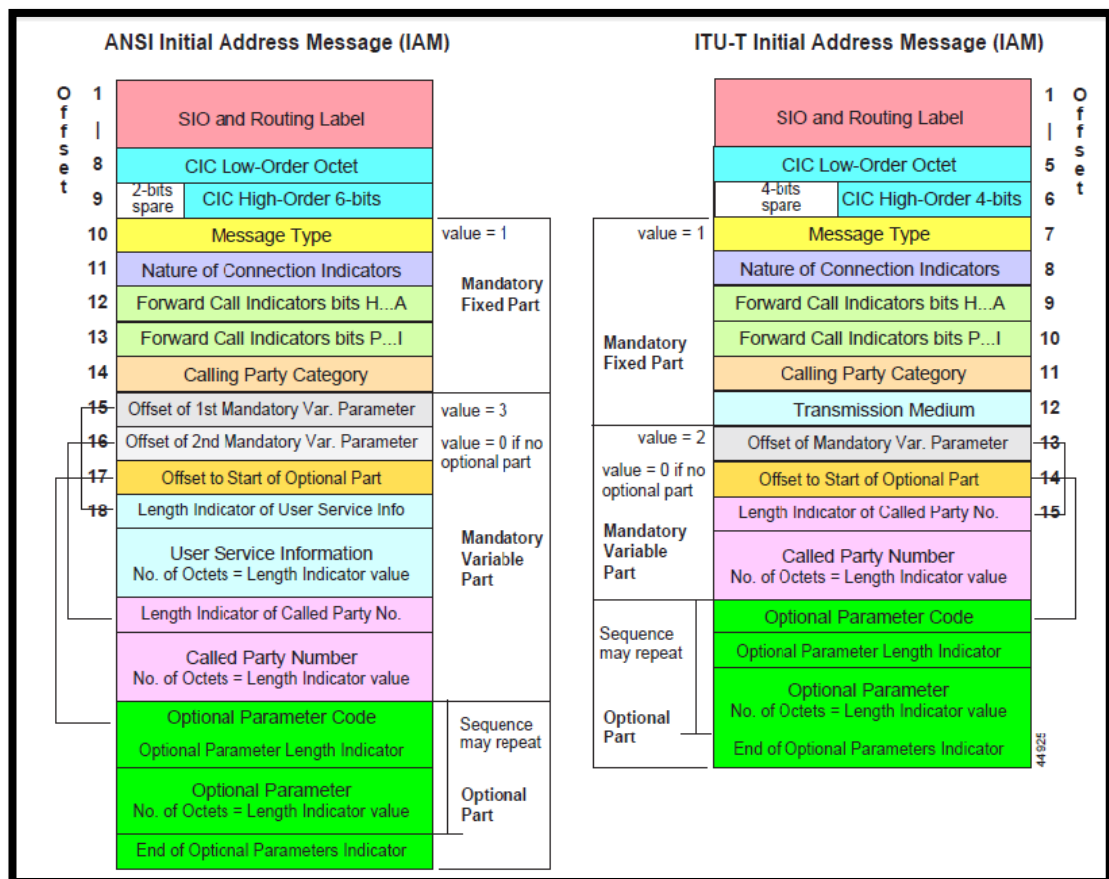 ANSI Initial Address Message (IAM)
Offset
1
|
SIO and Routing Label
8
CIC Low-Order Octet
9
2-bits
spare
CIC High-Order 6-bits
10
Message Type
value = 1
11
Nature of Connection Indicators
Mandatory
Fixed Part
12
Forward Call Indicators bits H...A
13
Forward Call Indicators bits P...I
14
Calling Party Category
15
Offset of 1st Mandatory Var. Parameter
value = 3
16
Offset of 2nd Mandatory Var. Parameter
value = 0 if no
optional part
17
Offset to Start of Optional Part
18
Length Indicator of User Service Info
Mandatory
Variable
Part
User Service Information
No. of Octets = Length Indicator value
Length Indicator of Called Party No.
Called Party Number
No. of Octets = Length Indicator value
Optional Parameter Code
Sequence
may repeat
Optional Parameter Length Indicator
Optional Parameter
No. of Octets = Length Indicator value
Optional
Part
End of Optional Parameters Indicator
ITU-T Initial Address Message (IAM)
Offset
1
|
SIO and Routing Label
CIC Low-Order Octet
5
4-bits
spare
CIC High-Order 4-bits
6
value = 1
Message Type
7
Nature of Connection Indicators
8
Forward Call Indicators bits H...A
9
Mandatory
Fixed Part
Forward Call Indicators bits P...I
10
Calling Party Category
11
Transmission Medium
12
value = 2
Offset of Mandatory Var. Parameter
13
value = 0 if no
optional part
Offset to Start of Optional Part
14
Length Indicator of Called Party No.
15
Mandatory
Variable
Part
Called Party Number
No. of Octets = Length Indicator value
Optional Parameter Code
Sequence
may repeat
Optional Parameter Length Indicator
Optional Parameter
No. of Octets = Length Indicator value
Optional
Part
End of Optional Parameters Indicator
44925